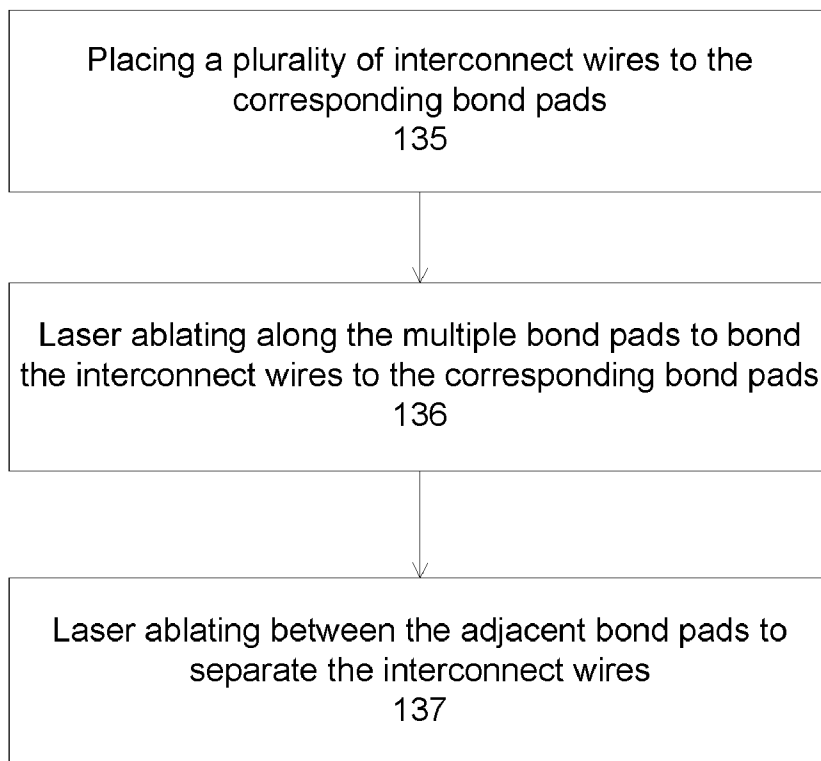 Placing a plurality of interconnect wires to the
corresponding bond pads
135
Laser ablating along the multiple bond pads to bond
the interconnect wires to the corresponding bond pads
136
Laser ablating between the adjacent bond pads to
separate the interconnect wires
137